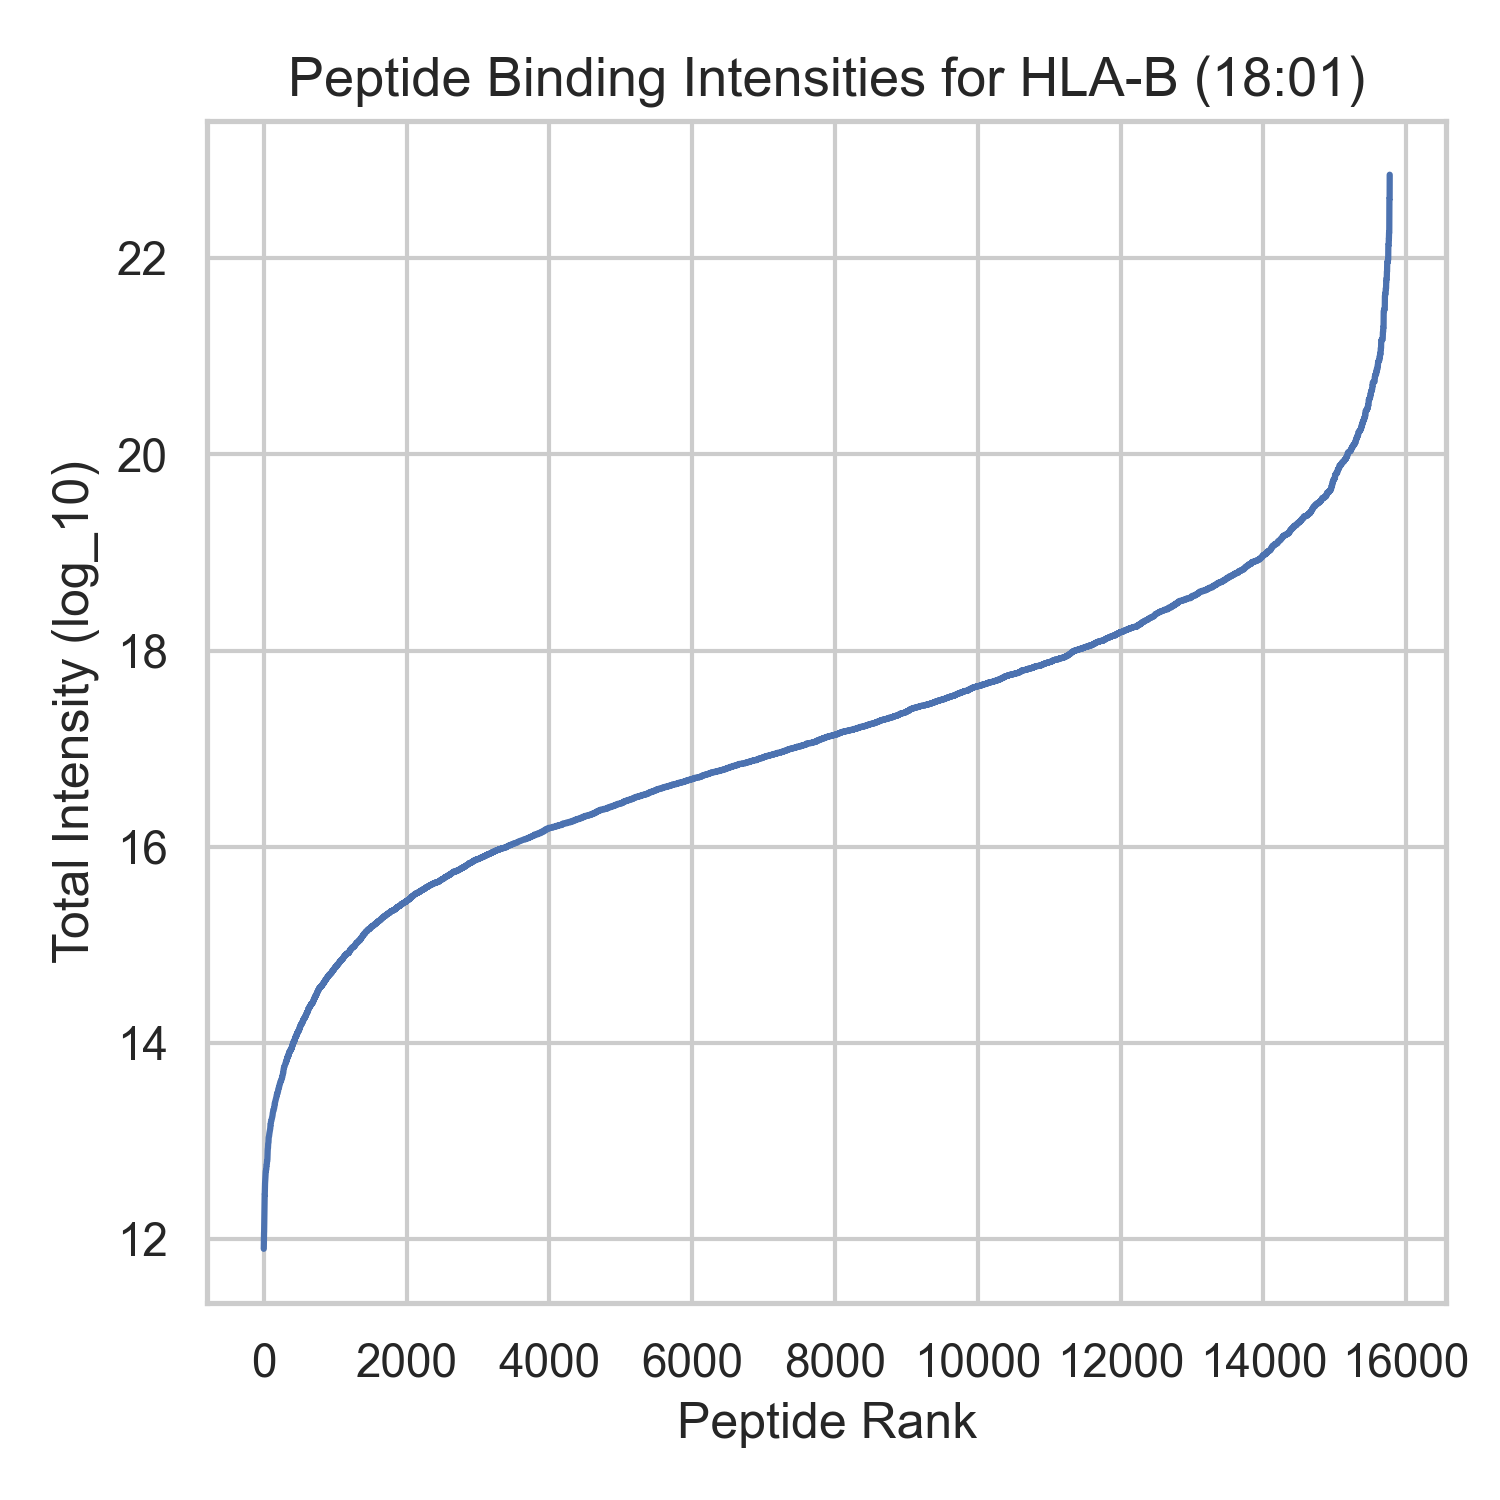 Peptide Binding Intensities for HLA-B (18:01)
Total Intensity (log_10)
22
20
18
16
14
12
0 2000 4000 6000 8000 10000 12000 14000 16000
Peptide Rank